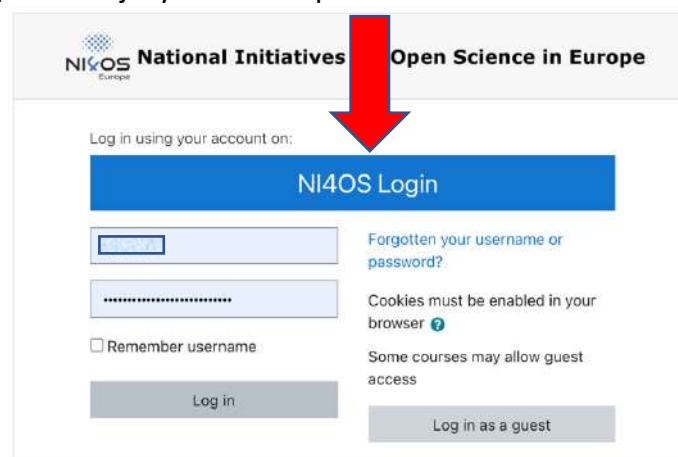 NI4OS
Europe
National Initiatives
Open Science in Europe
Log in using your account on:
NI4OS Login
Forgotten your username or
password?
Cookies must be enabled in your
browser
Remember username
Some courses may allow guest
access
Log in
Log in as a guest